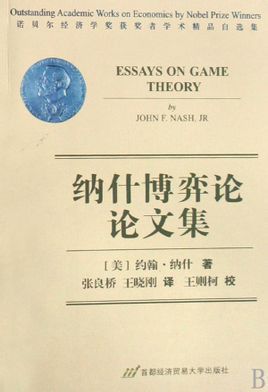 Outstanding Academic Works on Economics by Nobel Prize Winners
诺贝尔经济学奖获奖者学术精品自选集
ESSAYS ON GAME
THEORY
by
JOHN F. NASH, JR
纳什博弈论
论文集
[美] 约翰·纳什 著
张良桥 王晓刚 译 王则柯 校
首都经济贸易大学出版社
B